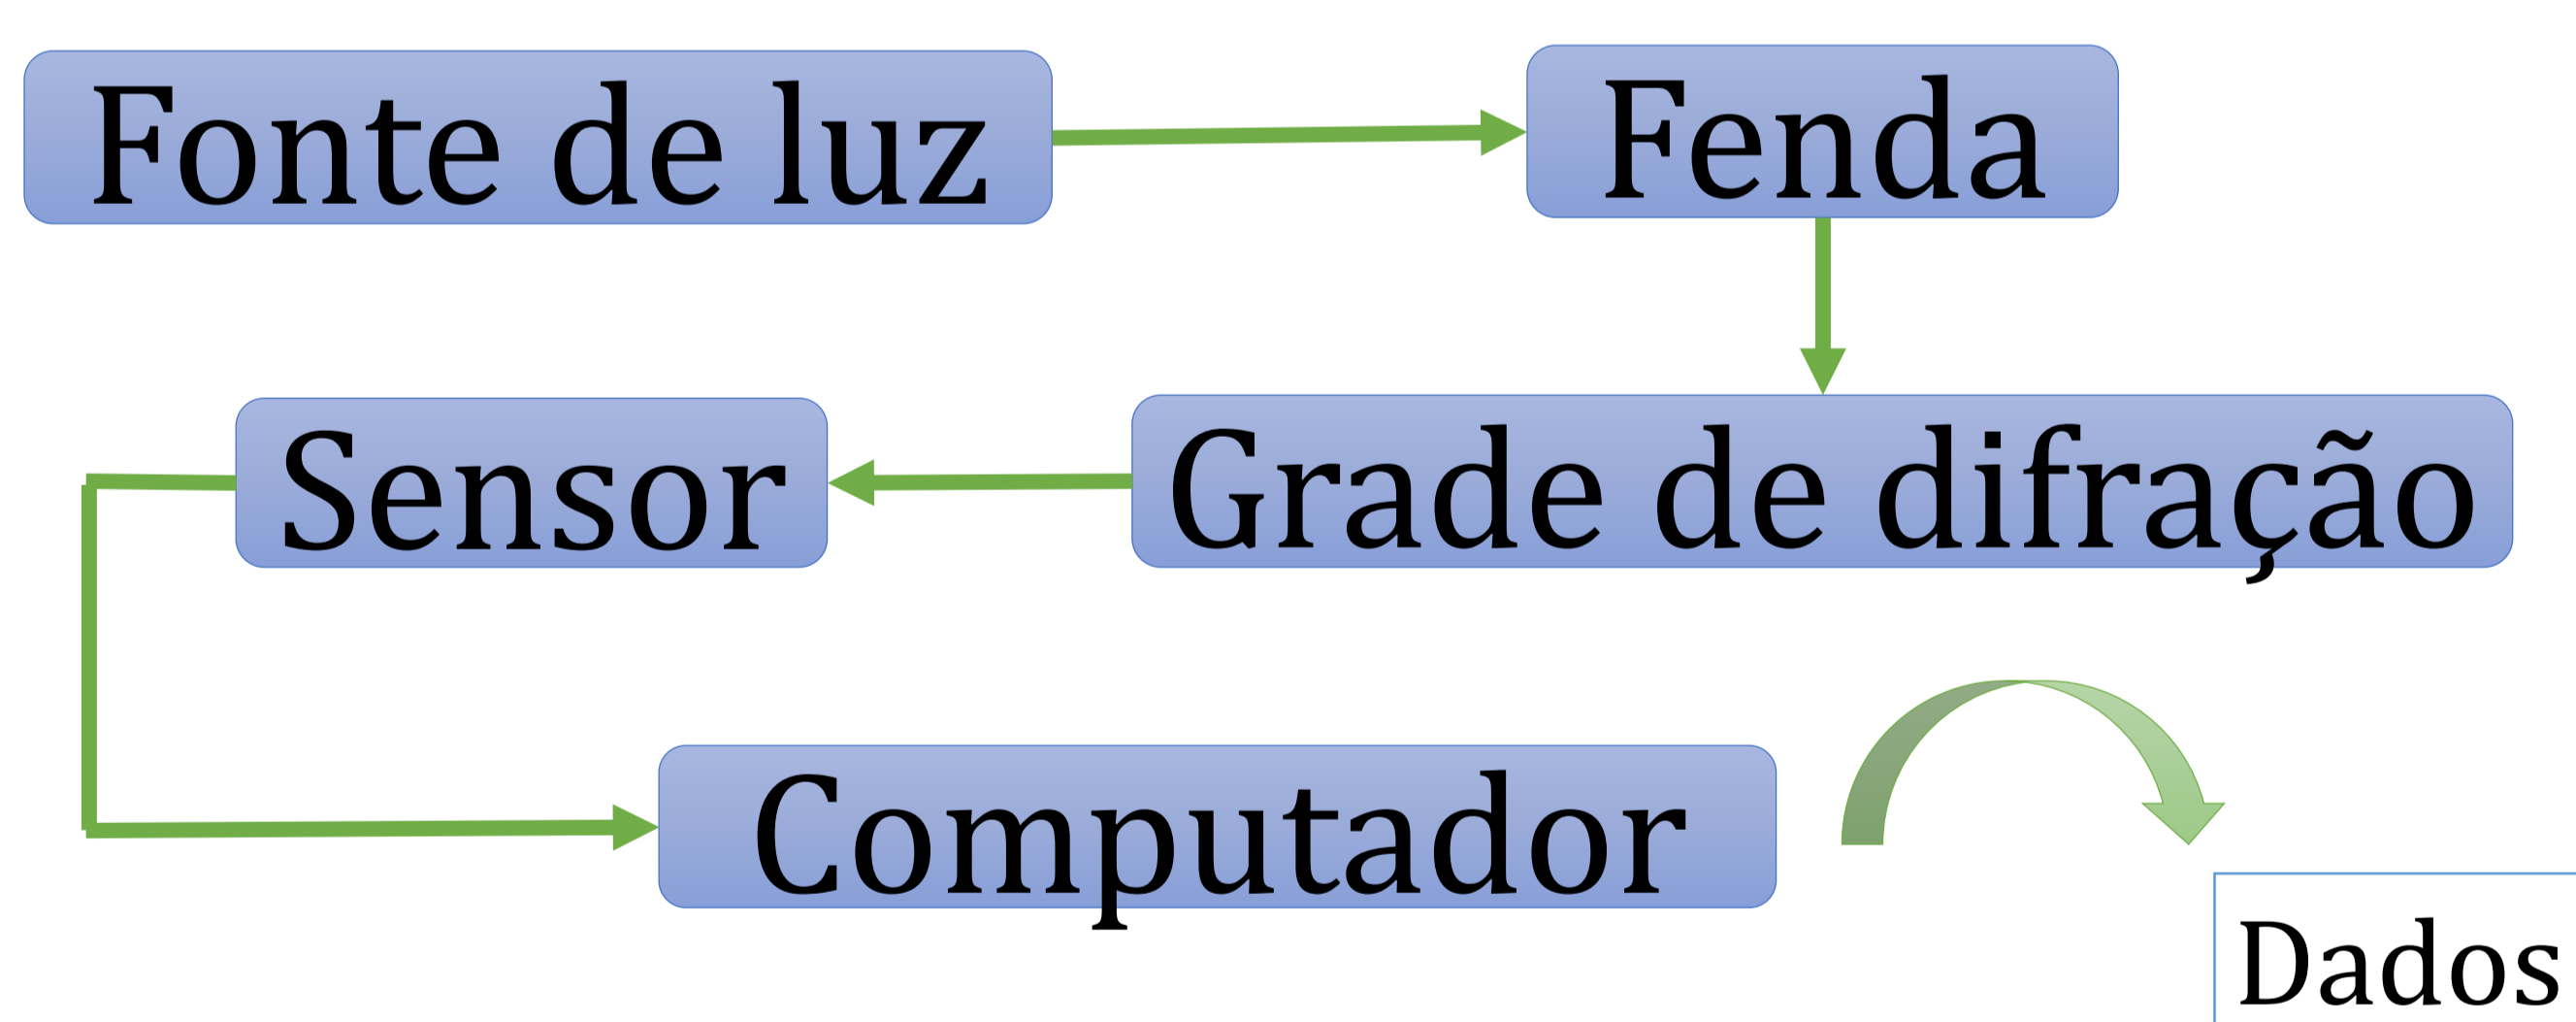 Fonte de luz
Fenda
Sensor
Grade de difração
Computador
Dados